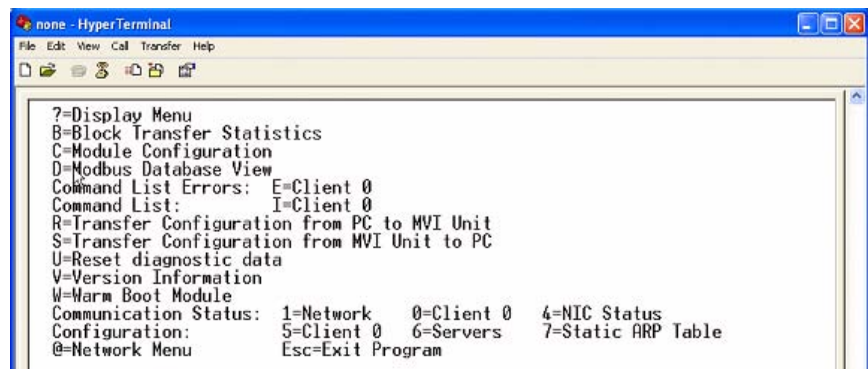 none - HyperTerminal
File Edit View Call Transfer Help
?=Display Menu
B=Block Transfer Statistics
C=Module Configuration
D=Modbus Database View
Command List Errors: E=Client 0
Command List: I=Client 0
R=Transfer Configuration from PC to MVI Unit
S=Transfer Configuration from MVI Unit to PC
U=Reset diagnostic data
V=Version Information
W=Warm Boot Module
Communication Status: 1=Network 0=Client 0 4=NIC Status
Configuration: 5=Client 0 6=Servers 7=Static ARP Table
@=Network Menu Esc=Exit Program